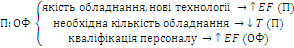 якість обладнання, нові технології → ↑ EF (П)
П: ОФ { необхідна кількість обладнання → ↓ T (П)
кваліфікація персоналу → ↑ EF (ОФ)